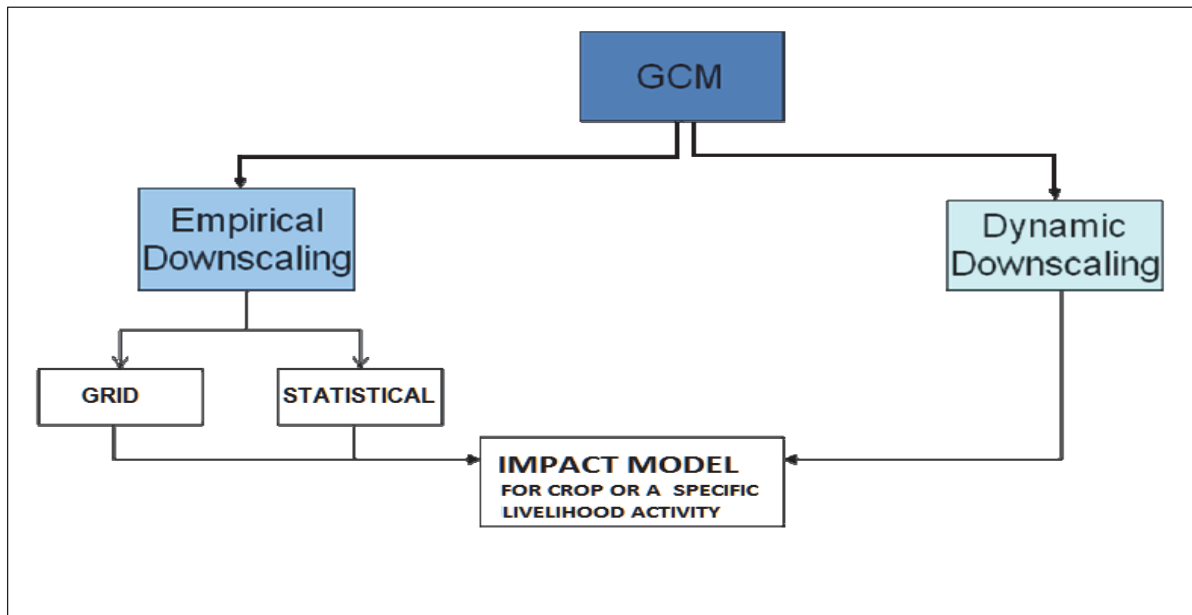 GCM
Empirical
Downscaling
Dynamic
Downscaling
GRID
STATISTICAL
IMPACT MODEL
FOR CROP OR A SPECIFIC
LIVELIHOOD ACTIVITY